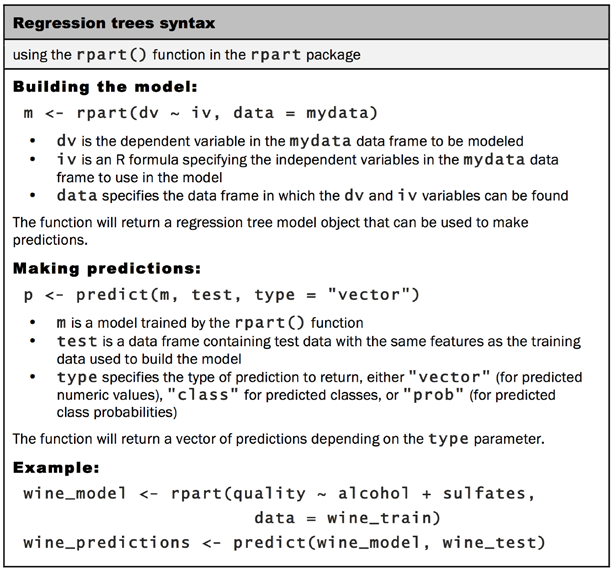 Regression trees syntax
using the rpart() function in the rpart package
Building the model:
m <- rpart(dv ~ iv, data = mydata)
• dv is the dependent variable in the mydata data frame to be modeled
• iv is an R formula specifying the independent variables in the mydata data
frame to use in the model
• data specifies the data frame in which the dv and iv variables can be found
The function will return a regression tree model object that can be used to make
predictions.
Making predictions:
p <- predict(m, test, type = "vector")
• m is a model trained by the rpart() function
• test is a data frame containing test data with the same features as the training
data used to build the model
• type specifies the type of prediction to return, either "vector" (for predicted
numeric values), "class" for predicted classes, or "prob" (for predicted
class probabilities)
The function will return a vector of predictions depending on the type parameter.
Example:
wine_model <- rpart(quality ~ alcohol + sulfates,
data = wine_train)
wine_predictions <- predict(wine_model, wine_test)